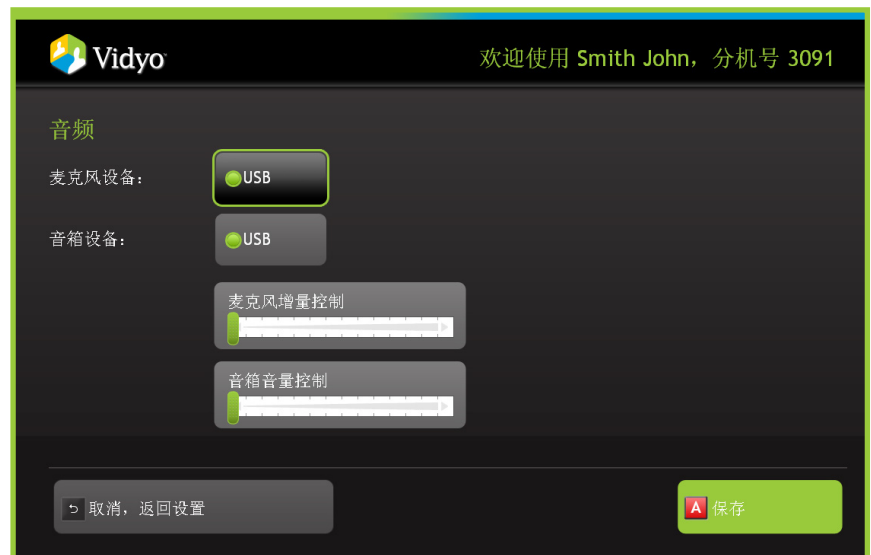 Vidyo
欢迎使用 Smith John，分机号 3091
音频
麦克风设备：
USB
音箱设备：
USB
麦克风增量控制
音箱音量控制
取消，返回设置
A 保存